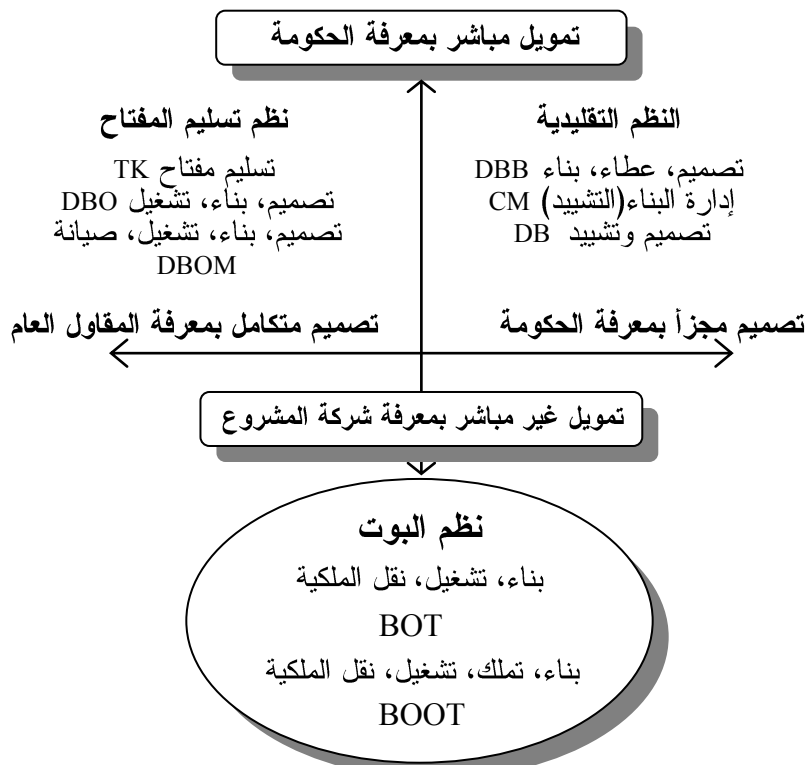 تمويل مباشر بمعرفة الحكومة
النظم التقليدية
تصميم، عطاء، بناء DBB
إدارة البناء(التشييد) CM
تصميم وتشييد DB
نظم تسليم المفتاح
تسليم مفتاح TK
تصميم، بناء، تشغيل DBO
تصميم، بناء، تشغيل، صيانة
DBOM
تصميم مجزأ بمعرفة الحكومة
تصميم متكامل بمعرفة المقاول العام
تمويل غير مباشر بمعرفة شركة المشروع
نظم البوت
بناء، تشغيل، نقل الملكية
BOT
بناء، تملك، تشغيل، نقل الملكية
BOOT